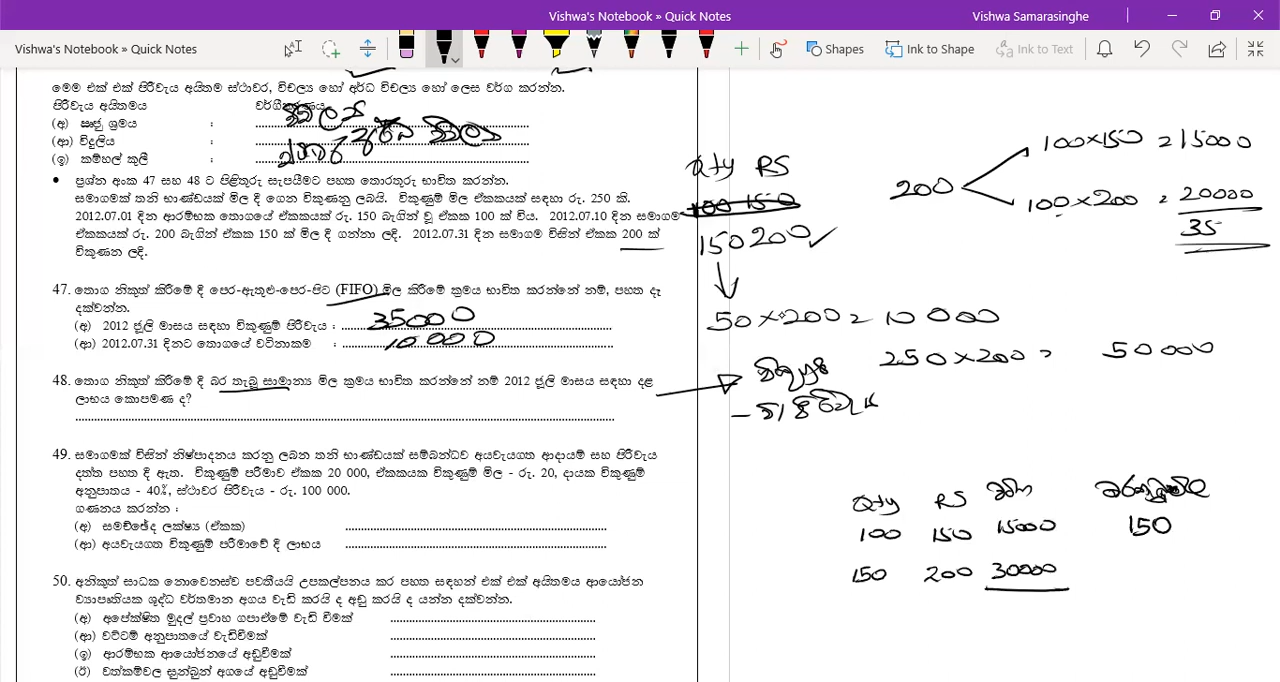 Vishwa's Notebook » Quick Notes
Vishwa Samarasinghe
Vishwa's Notebook » Quick Notes
Shapes
Ink to Shape
Ink to Text
මෙම එක් එක් පිරිවැය අයිතම ස්ථාවර, විචල්‍ය හෝ අර්ධ විචල්‍ය හෝ ලෙස වර්ග කරන්න.
පිරිවැය අයිතමය වර්ගීකරණය
(අ) ඍජු ශ්‍රමය : විචල්‍ය
(ආ) විදුලිය : අර්ධ විචල්‍ය
(ඉ) කම්හල් කුලී : ස්ථාවර
• ප්‍රශ්න අංක 47 සහ 48 ට පිළිතුරු සැපයීමට පහත තොරතුරු භාවිත කරන්න.
සමාගමක් තනි භාණ්ඩයක් මිල දී ගෙන විකුණනු ලබයි. විකුණුම් මිල ඒකකයක් සඳහා රු. 250 කි.
2012.07.01 දින ආරම්භක තොගයේ ඒකකයක් රු. 150 බැගින් වූ ඒකක 100 ක් විය. 2012.07.10 දින සමාගම
ඒකකයක් රු. 200 බැගින් ඒකක 150 ක් මිල දී ගන්නා ලදි. 2012.07.31 දින සමාගම විසින් ඒකක 200 ක්
විකුණන ලදි.
47. තොග නිකුත් කිරීමේ දී පෙර-ඇතුළු-පෙර-පිට (FIFO) මිල කිරීමේ ක්‍රමය භාවිත කරන්නේ නම්, පහත දෑ
දක්වන්න.
(අ) 2012 ජූලි මාසය සඳහා විකුණුම් පිරිවැය : 35000
(ආ) 2012.07.31 දිනට තොගයේ වටිනාකම : 10000
48. තොග නිකුත් කිරීමේ දී බර තැබූ සාමාන්‍ය මිල ක්‍රමය භාවිත කරන්නේ නම් 2012 ජූලි මාසය සඳහා දළ
ලාභය කොපමණ ද?
49. සමාගමක් විසින් නිෂ්පාදනය කරනු ලබන තනි භාණ්ඩයක් සම්බන්ධව අයවැයගත ආදායම් සහ පිරිවැය
දත්ත පහත දී ඇත. විකුණුම් පරිමාව ඒකක 20 000, ඒකකයක විකුණුම් මිල - රු. 20, දායක විකුණුම්
අනුපාතය - 40%, ස්ථාවර පිරිවැය - රු. 100 000.
ගණනය කරන්න :
(අ) සමච්ඡේද ලක්ෂ්‍යය (ඒකක)
(ආ) අයවැයගත විකුණුම් පරිමාවේ දී ලාභය
50. අනිකුත් සාධක නොවෙනස්ව පවතීයයි උපකල්පනය කර පහත සඳහන් එක් එක් අයිතමය ආයෝජන
ව්‍යාපෘතියක ශුද්ධ වර්තමාන අගය වැඩි කරයි ද අඩු කරයි ද යන්න දක්වන්න.
(අ) අපේක්ෂිත මුදල් ප්‍රවාහ ගලාඒමේ වැඩි වීමක්
(ආ) වට්ටම් අනුපාතයේ වැඩිවීමක්
(ඉ) ආරම්භක ආයෝජනයේ අඩුවීමක්
(ඊ) වත්කම්වල සුන්බුන් අගයේ අඩුවීමක්
Qty RS
100 150
150 200
50 × 200 = 10 000
200
100 × 150 = 15000
100 × 200 = 20000
35
250 × 200 = 50 000
විකුණුම්
Qty RS
100 150 15000 150
150 200 30000